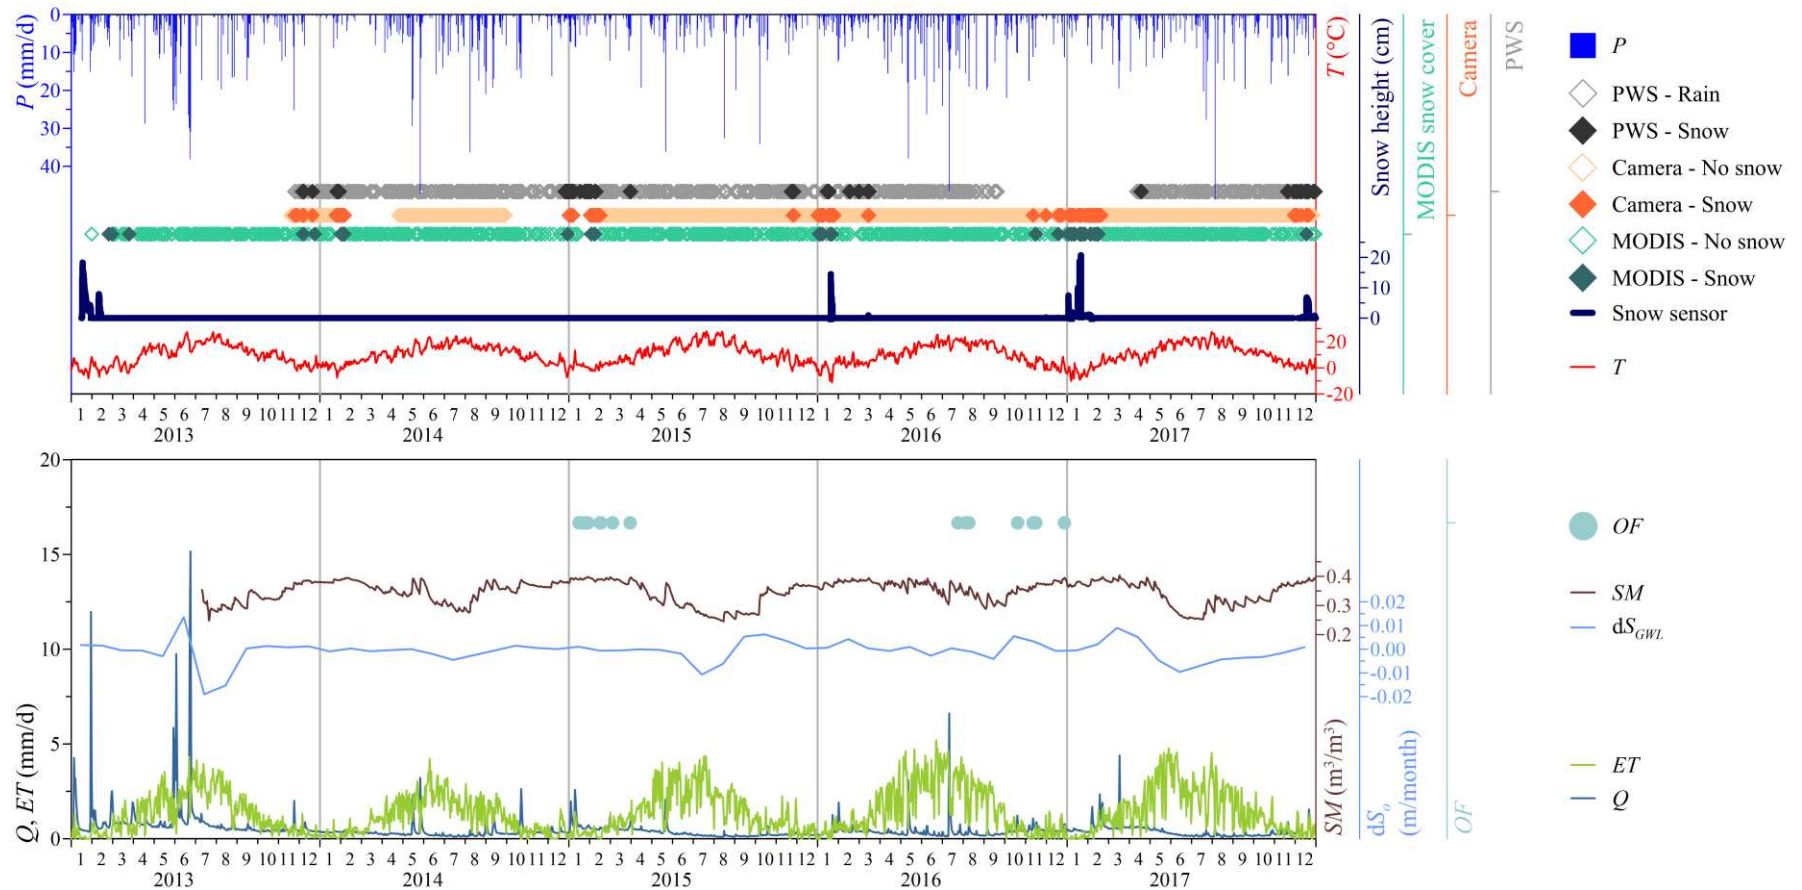 0
10
20
30
40
P (mm/d)
T (°C)
Snow height (cm)
MODIS snow cover
Camera
PWS
20
10
0
20
0
-20
P
PWS - Rain
PWS - Snow
Camera - No snow
Camera - Snow
MODIS - No snow
MODIS - Snow
Snow sensor
T
1 2 3 4 5 6 7 8 9 10 11 12 1 2 3 4 5 6 7 8 9 10 11 12 1 2 3 4 5 6 7 8 9 10 11 12 1 2 3 4 5 6 7 8 9 10 11 12 1 2 3 4 5 6 7 8 9 10 11 12
2013 2014 2015 2016 2017
20
15
10
5
0
Q, ET (mm/d)
0.4
0.3
0.2
SM (m³/m³)
0.02
0.01
0.00
-0.01
-0.02
dSₒ
(m/month)
OF
OF
SM
dS_GWL
ET
Q
1 2 3 4 5 6 7 8 9 10 11 12 1 2 3 4 5 6 7 8 9 10 11 12 1 2 3 4 5 6 7 8 9 10 11 12 1 2 3 4 5 6 7 8 9 10 11 12 1 2 3 4 5 6 7 8 9 10 11 12
2013 2014 2015 2016 2017